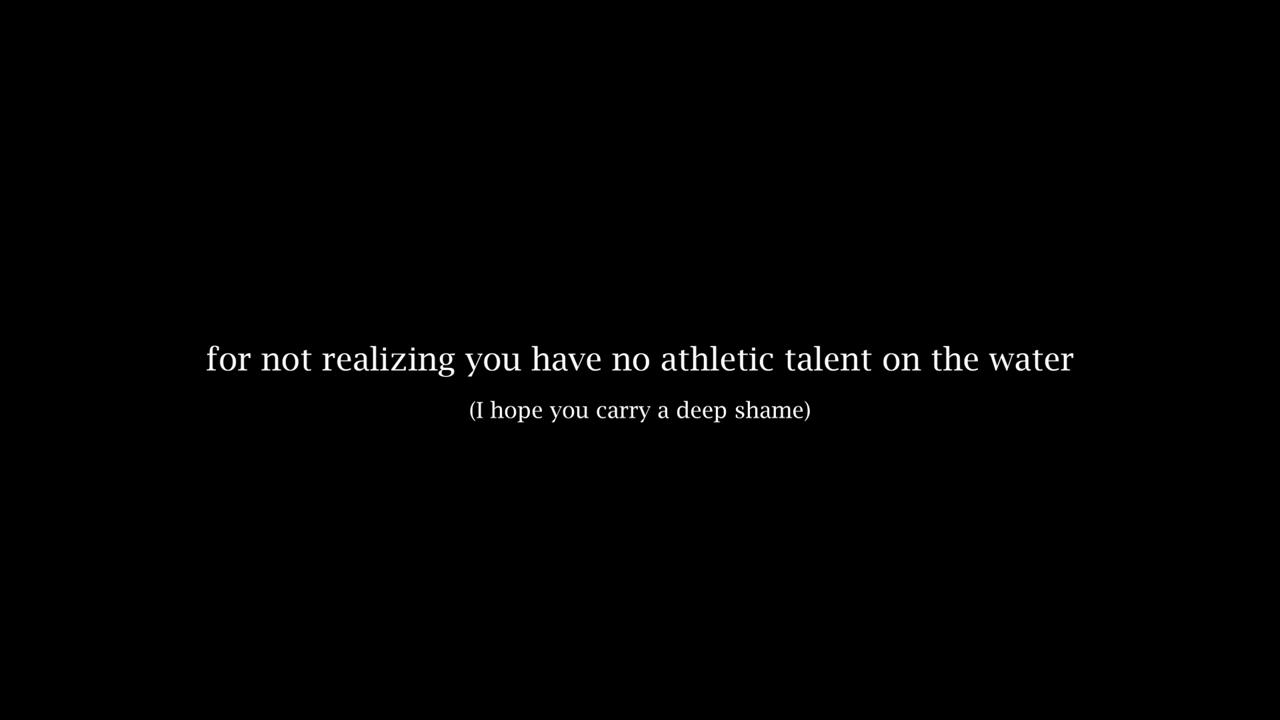 for not realizing you have no athletic talent on the water
(I hope you carry a deep shame)